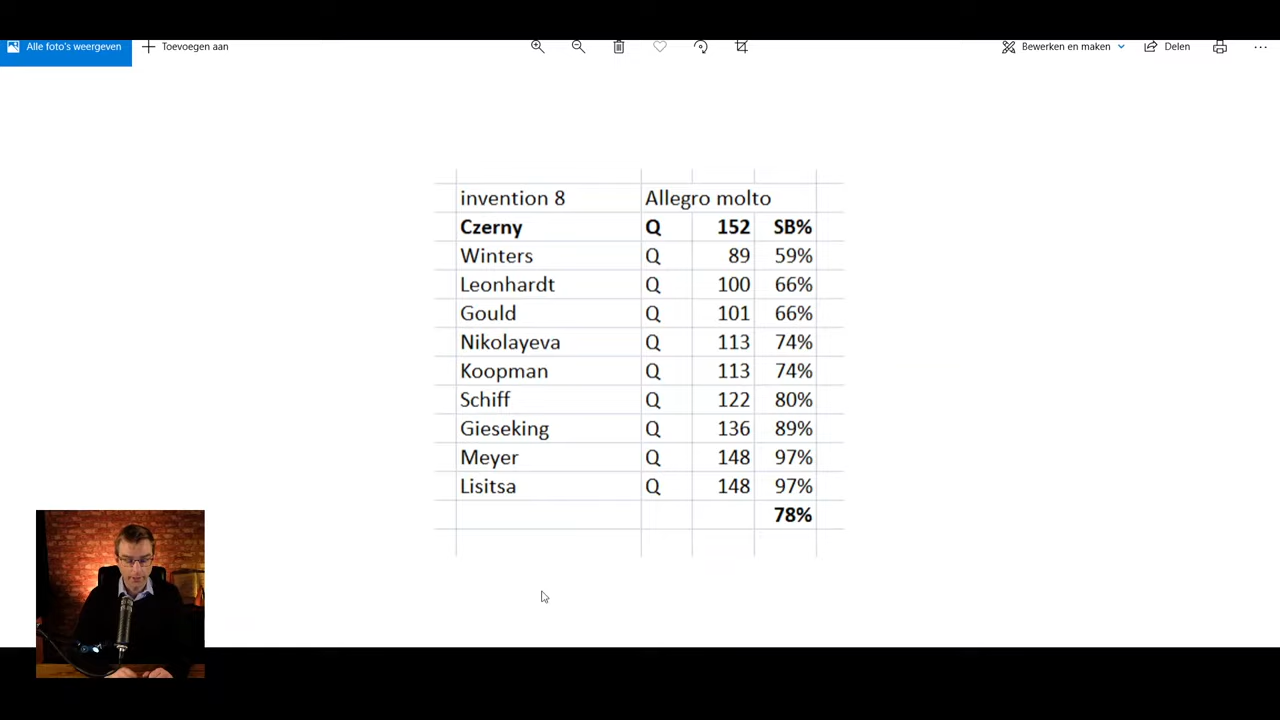 Alle foto's weergeven Toevoegen aan Bewerken en maken Delen
invention 8 Allegro molto
Czerny Q 152 SB%
Winters Q 89 59%
Leonhardt Q 100 66%
Gould Q 101 66%
Nikolayeva Q 113 74%
Koopman Q 113 74%
Schiff Q 122 80%
Gieseking Q 136 89%
Meyer Q 148 97%
Lisitsa Q 148 97%
78%